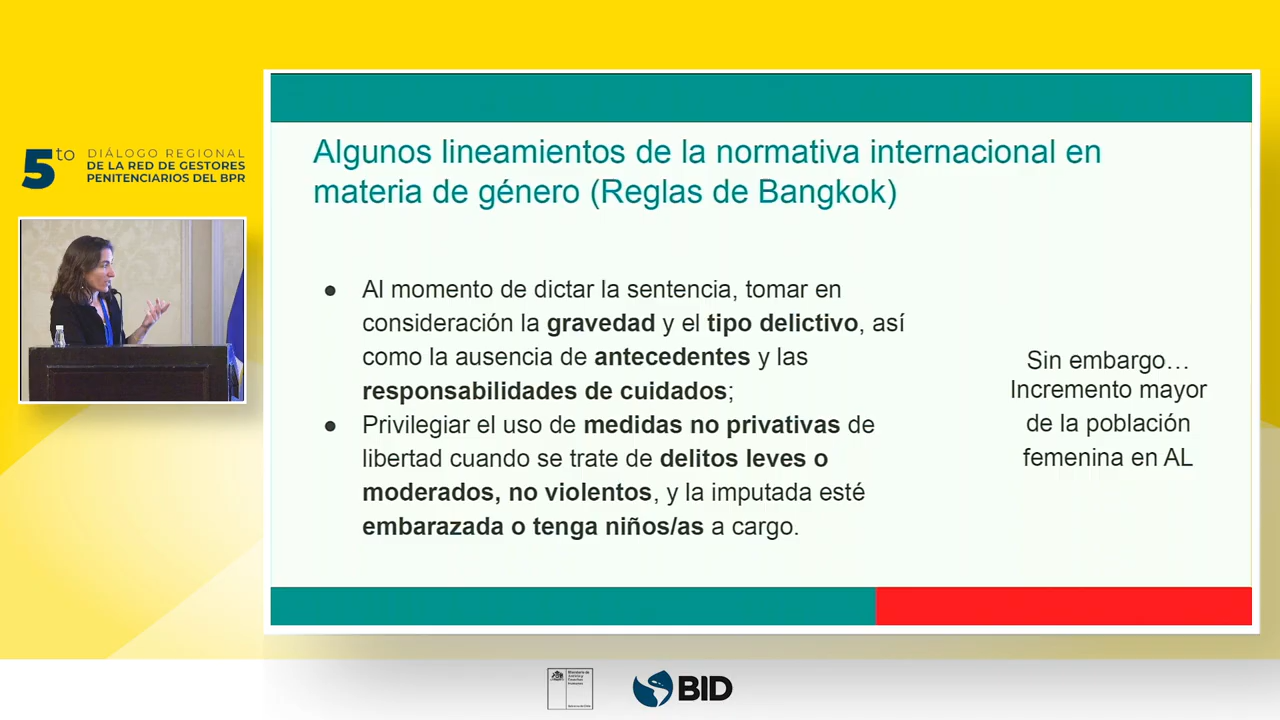 5to
DIÁLOGO REGIONAL
DE LA RED DE GESTORES
PENITENCIARIOS DEL BPR
Algunos lineamientos de la normativa internacional en
materia de género (Reglas de Bangkok)
● Al momento de dictar la sentencia, tomar en
consideración la gravedad y el tipo delictivo, así
como la ausencia de antecedentes y las
responsabilidades de cuidados;
● Privilegiar el uso de medidas no privativas de
libertad cuando se trate de delitos leves o
moderados, no violentos, y la imputada esté
embarazada o tenga niños/as a cargo.
Sin embargo…
Incremento mayor
de la población
femenina en AL
BID